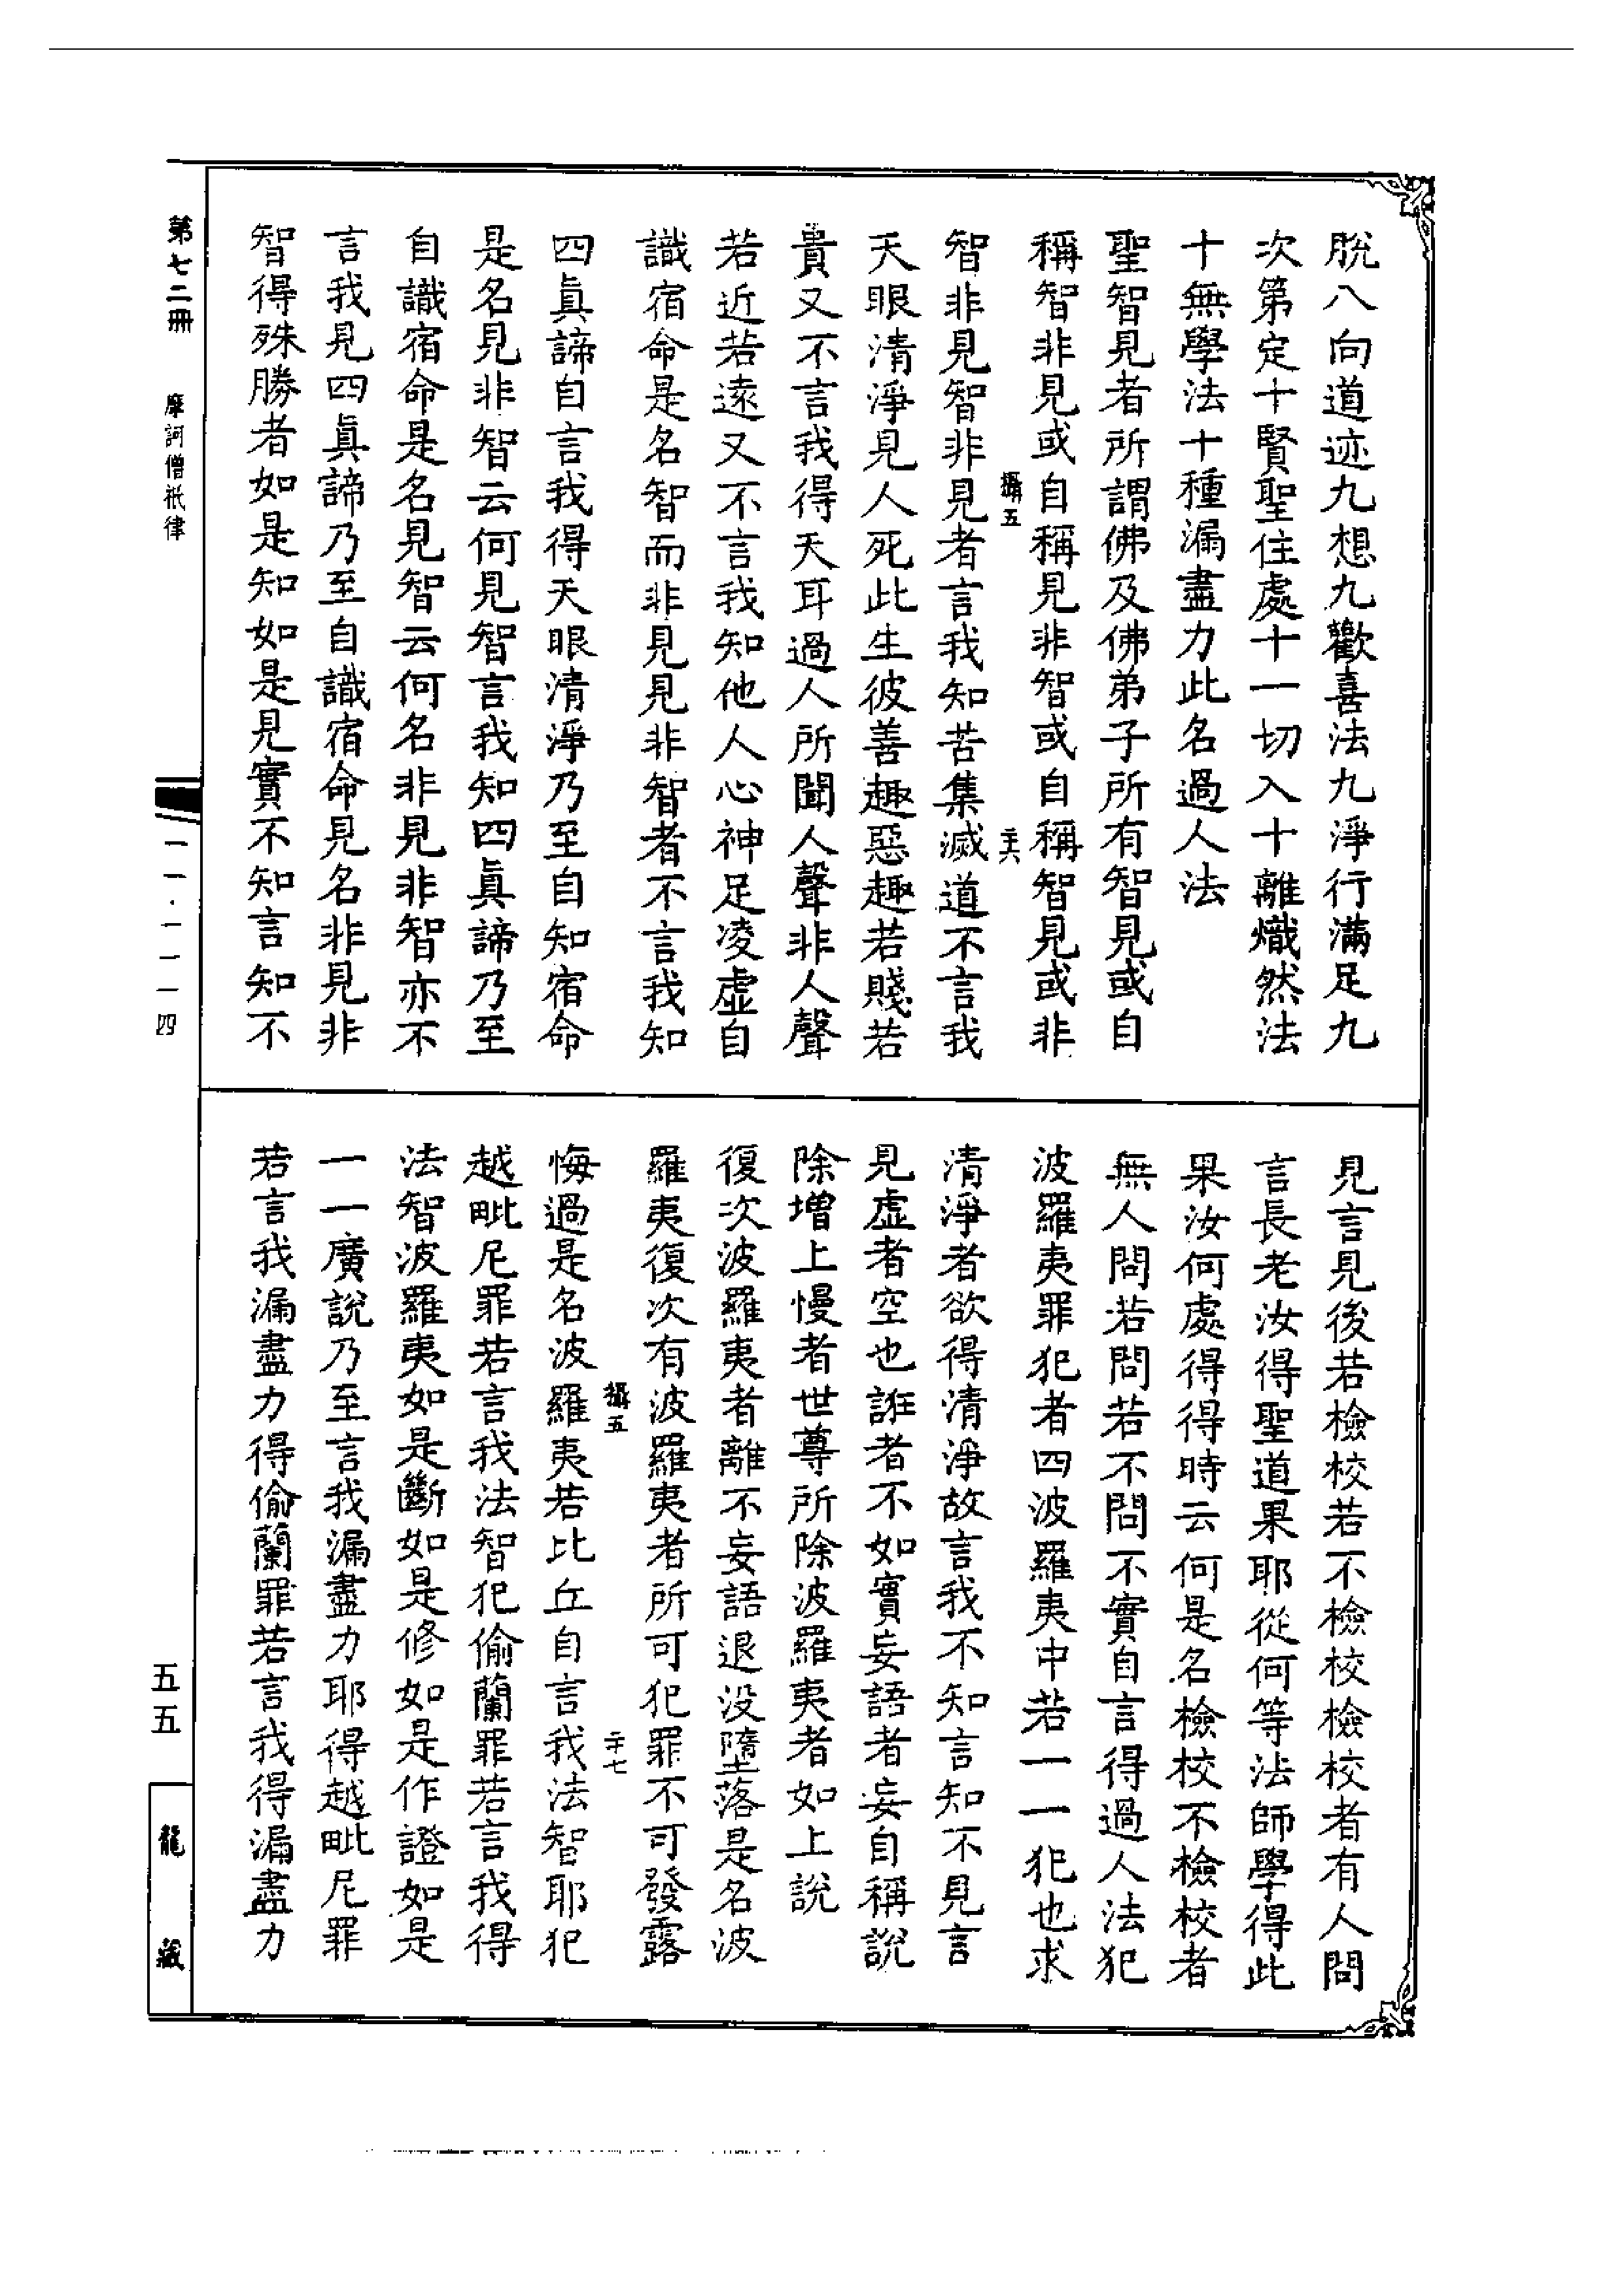 脫八向道迹九想九歡喜法九淨行滿足九
次第定十賢聖住處十一切入十離熾然法
十無學法十種漏盡力此名過人法
聖智見者所謂佛及佛弟子所有智見或自
稱智非見或自稱見非智或自稱智見或非
攝五
二十六
智非見智非見者言我知苦集滅道不言我
天眼清淨見人死此生彼善趣惡趣若賤若
貴又不言我得天耳過人所聞人聲非人聲
若近若遠又不言我知他人心神足凌虛自
識宿命是名智而非見見非智者不言我知
四眞諦自言我得天眼清淨乃至自知宿命
是名見非智云何見智言我知四眞諦乃至
自識宿命是名見智云何名非見非智亦不
言我見四眞諦乃至自識宿命見名非見非
智得殊勝者如是知如是見實不知言知不
見言見後若檢校若不檢校檢校者有人問
言長老汝得聖道果耶從何等法師學得此
果汝何處得得時云何是名檢校不檢校者
無人問若問若不問不實自言得過人法犯
波羅夷罪犯者四波羅夷中若一一犯也求
清淨者欲得清淨故言我不知言知不見言
見虛者空也誑者不如實妄語者妄自稱說
除增上慢者世尊所除波羅夷者如上說
復次波羅夷者離不妄語退没墮落是名波
羅夷復次有波羅夷者所可犯罪不可發露
攝五
二十七
悔過是名波羅夷若比丘自言我法智耶犯
越毗尼罪若言我法智犯偷蘭罪若言我得
法智波羅夷如是斷如是修如是作證如是
一一廣說乃至言我漏盡力耶得越毗尼罪
若言我漏盡力得偷蘭罪若言我得漏盡力
第七二冊
摩訶僧祇律
一一·一一一四
五五
龍藏